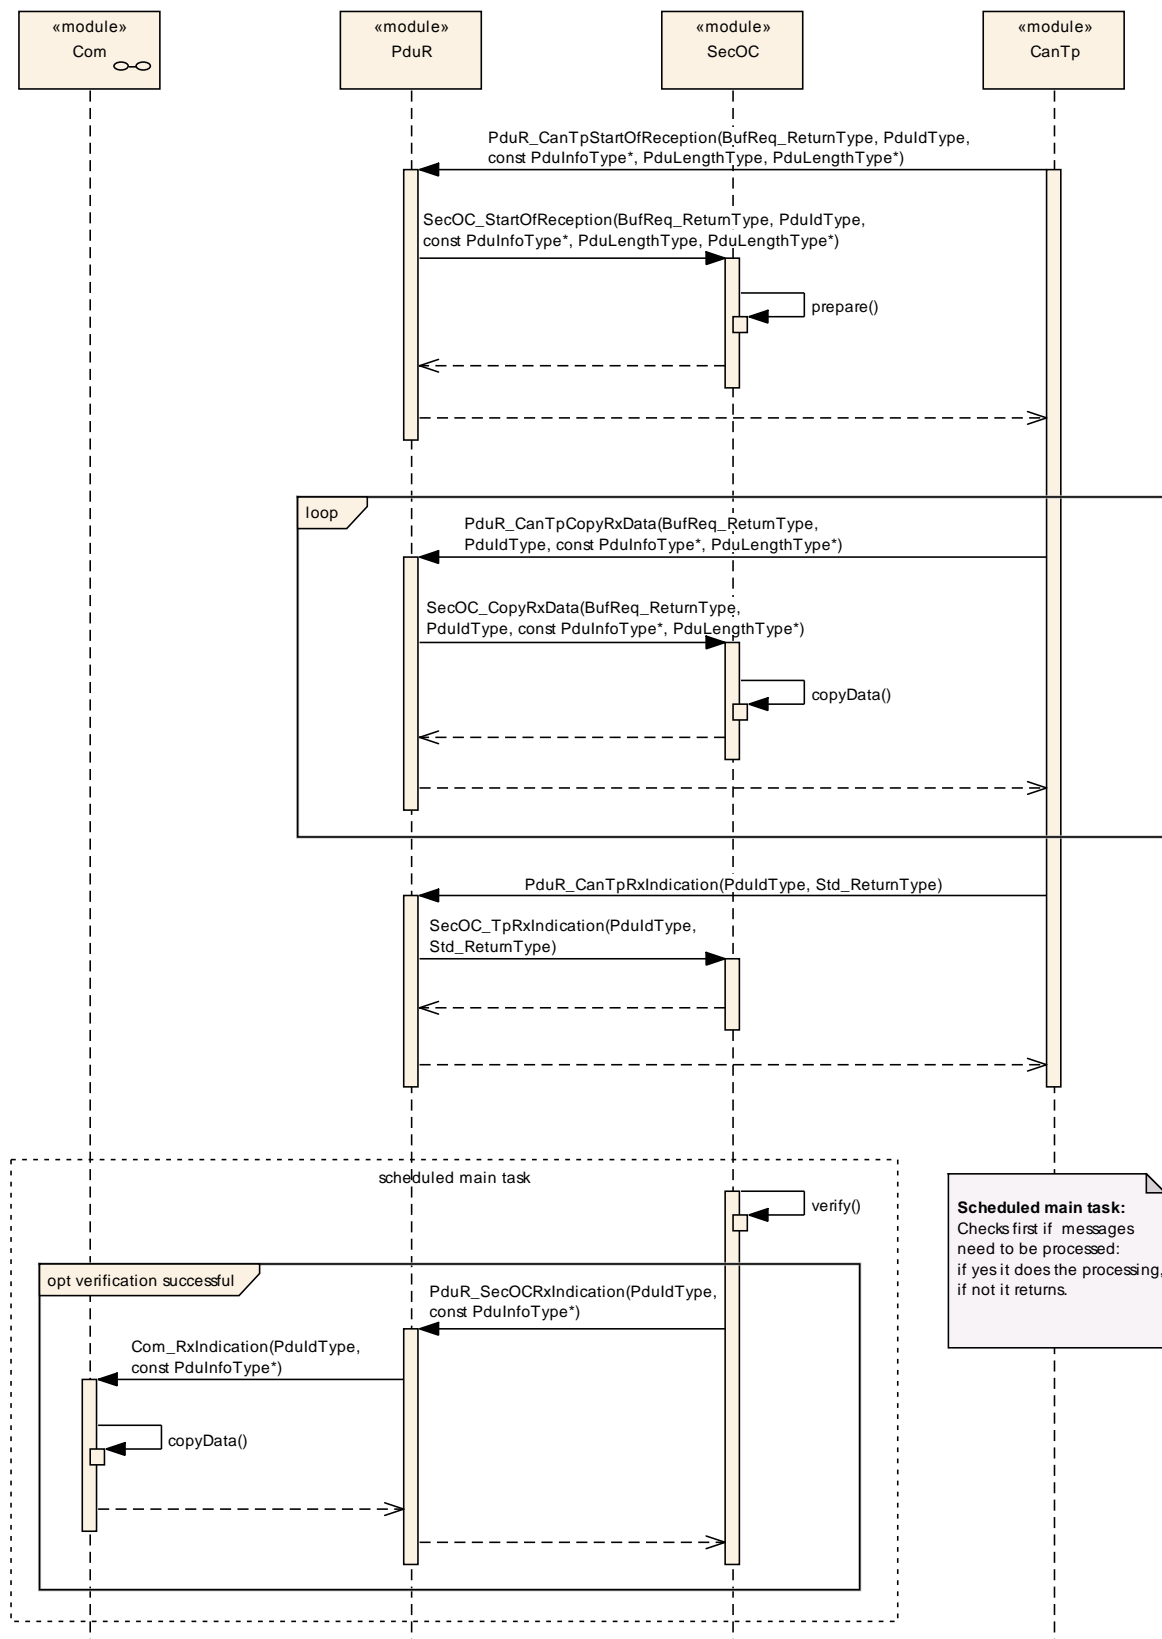 «module»
Com
«module»
PduR
«module»
SecOC
«module»
CanTp
PduR_CanTpStartOfReception(BufReq_ReturnType, PduIdType,
const PduInfoType*, PduLengthType, PduLengthType*)
SecOC_StartOfReception(BufReq_ReturnType, PduIdType,
const PduInfoType*, PduLengthType, PduLengthType*)
prepare()
loop
PduR_CanTpCopyRxData(BufReq_ReturnType,
PduIdType, const PduInfoType*, PduLengthType*)
SecOC_CopyRxData(BufReq_ReturnType,
PduIdType, const PduInfoType*, PduLengthType*)
copyData()
PduR_CanTpRxIndication(PduIdType, Std_ReturnType)
SecOC_TpRxIndication(PduIdType,
Std_ReturnType)
scheduled main task
verify()
Scheduled main task:
Checks first if messages
need to be processed:
if yes it does the processing,
if not it returns.
opt verification successful
PduR_SecOCRxIndication(PduIdType,
const PduInfoType*)
Com_RxIndication(PduIdType,
const PduInfoType*)
copyData()